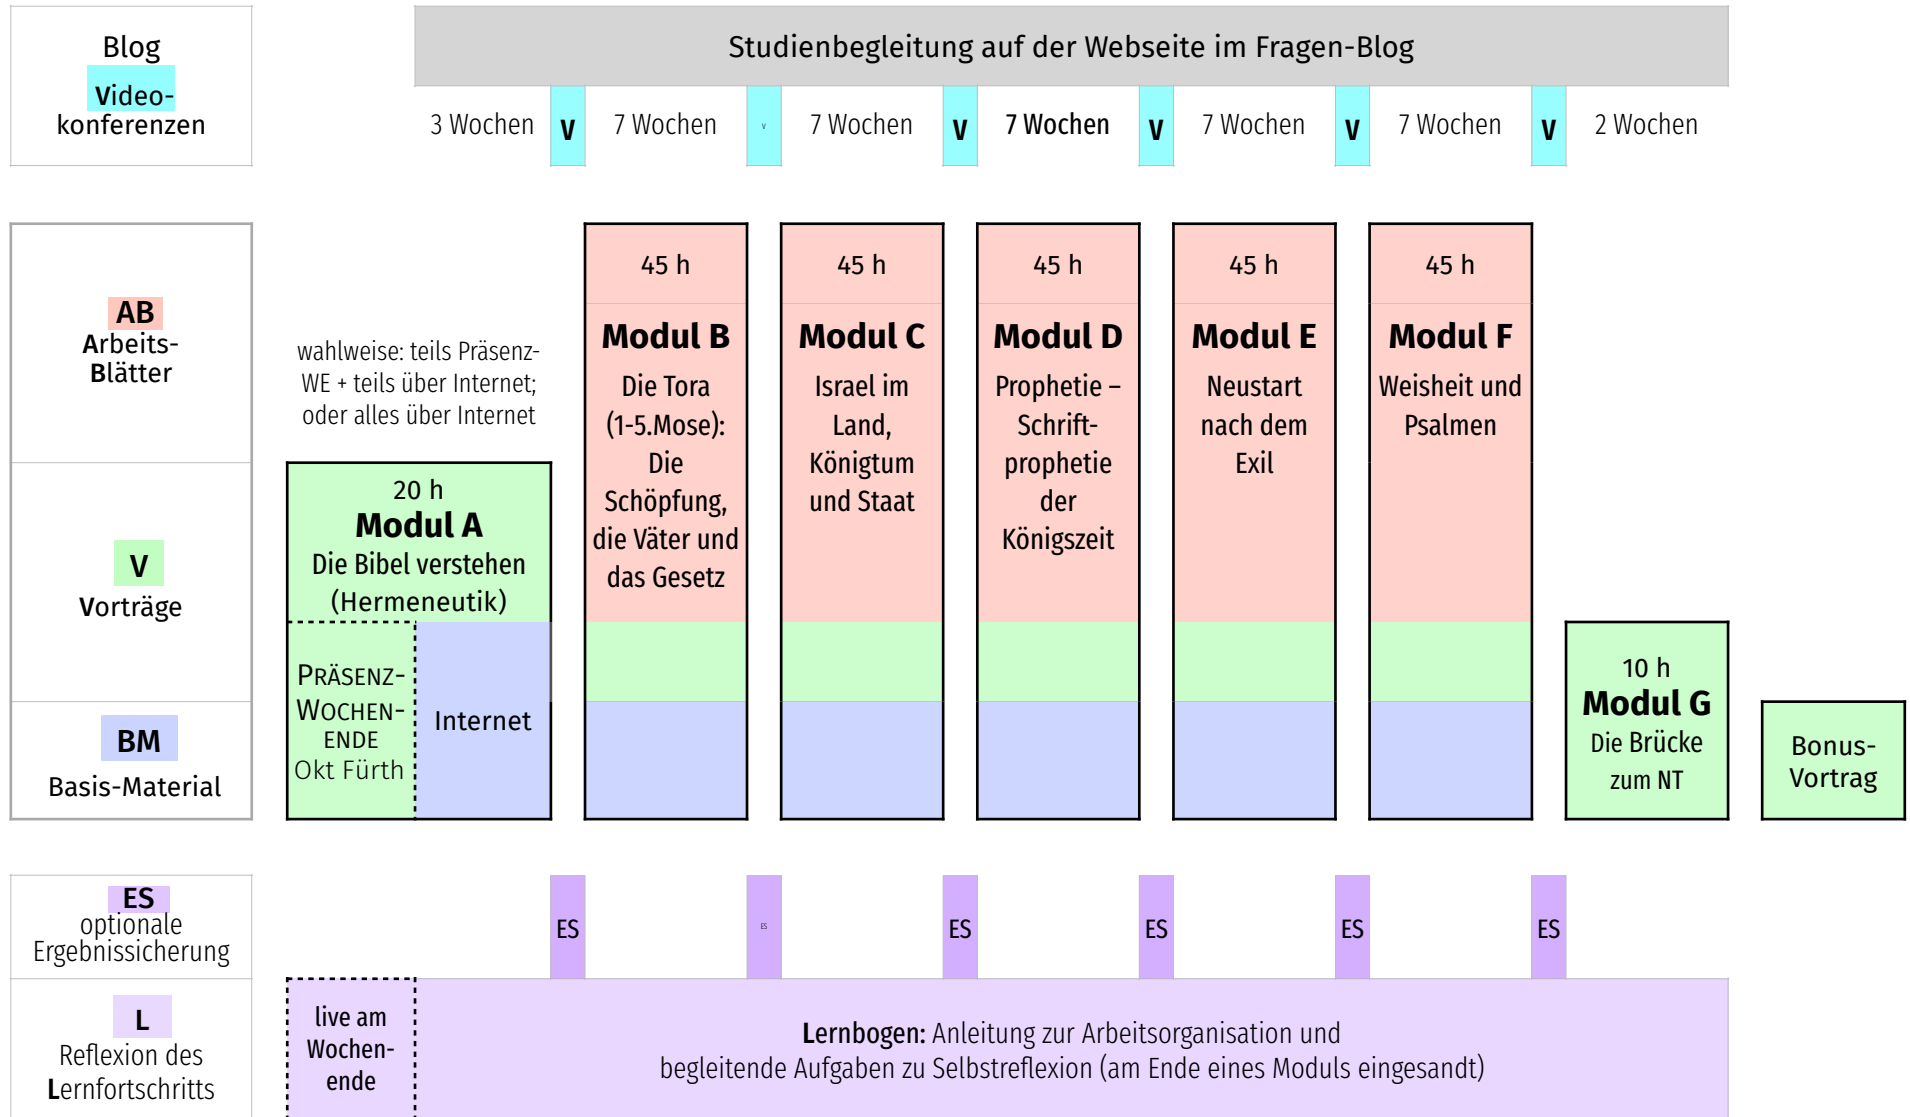 Blog
Video-
konferenzen
Studienbegleitung auf der Webseite im Fragen-Blog
3 Wochen
V
7 Wochen
V
7 Wochen
V
7 Wochen
V
7 Wochen
V
7 Wochen
V
2 Wochen
AB
Arbeits-
Blätter
V
Vorträge
BM
Basis-Material
wahlweise: teils Präsenz-
WE + teils über Internet;
oder alles über Internet
20 h
Modul A
Die Bibel verstehen
(Hermeneutik)
PRÄSENZ-
WOCHEN-
ENDE
Okt Fürth
Internet
45 h
Modul B
Die Tora
(1-5.Mose):
Die
Schöpfung,
die Väter und
das Gesetz
45 h
Modul C
Israel im
Land,
Königtum
und Staat
45 h
Modul D
Prophetie –
Schrift-
prophetie
der
Königszeit
45 h
Modul E
Neustart
nach dem
Exil
45 h
Modul F
Weisheit und
Psalmen
10 h
Modul G
Die Brücke
zum NT
Bonus-
Vortrag
ES
optionale
Ergebnissicherung
ES
ES
ES
ES
ES
ES
L
Reflexion des
Lernfortschritts
live am
Wochen-
ende
Lernbogen: Anleitung zur Arbeitsorganisation und
begleitende Aufgaben zu Selbstreflexion (am Ende eines Moduls eingesandt)